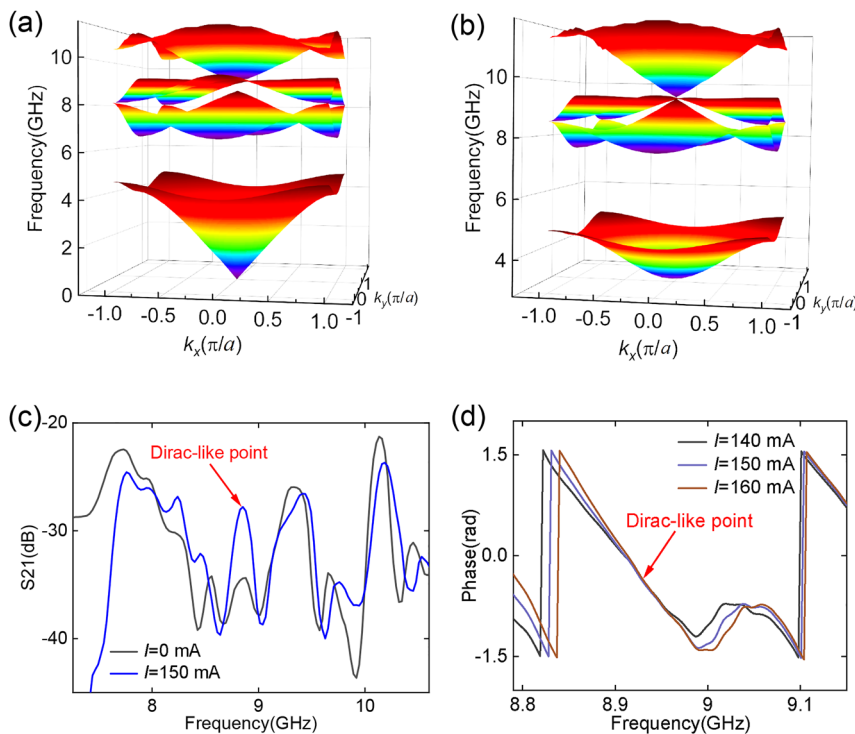 (a)
Frequency(GHz)
10
8
6
4
2
0
-1.0
0.0
0.5
1.0
-1
0
1
kx(π/a)
ky(π/a)
(b)
Frequency(GHz)
10
8
6
4
-1.0
0.0
0.5
1.0
-1
0
1
kx(π/a)
ky(π/a)
(c)
S21(dB)
-20
-30
-40
Dirac-like point
I=0 mA
I=150 mA
8
9
10
Frequency(GHz)
(d)
Phase(rad)
1.5
0.0
-1.5
I=140 mA
I=150 mA
I=160 mA
Dirac-like point
8.8
8.9
9
9.1
Frequency(GHz)